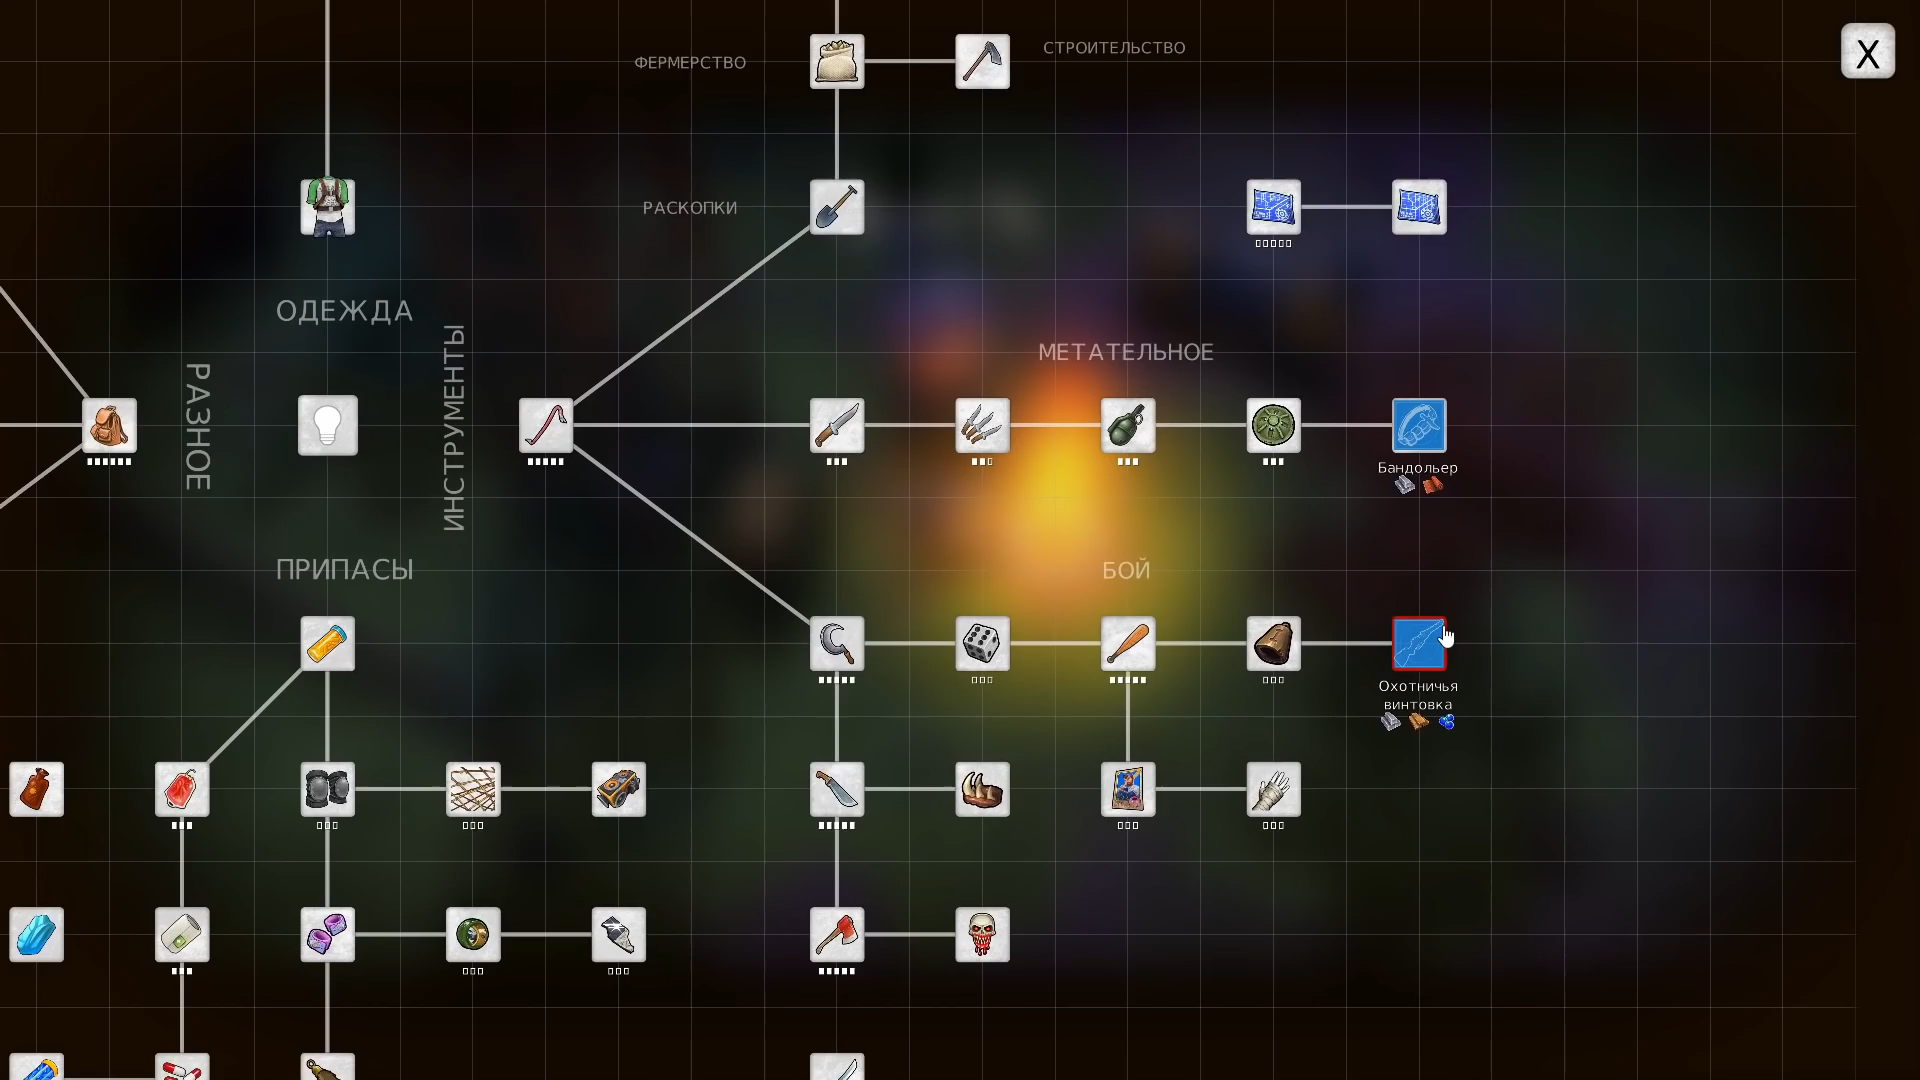 СТРОИТЕЛЬСТВО
ФЕРМЕРСТВО
X
РАСКОПКИ
ОДЕЖДА
МЕТАТЕЛЬНОЕ
РАЗНОЕ
ИНСТРУМЕНТЫ
Бандольер
ПРИПАСЫ
БОЙ
Охотничья
винтовка